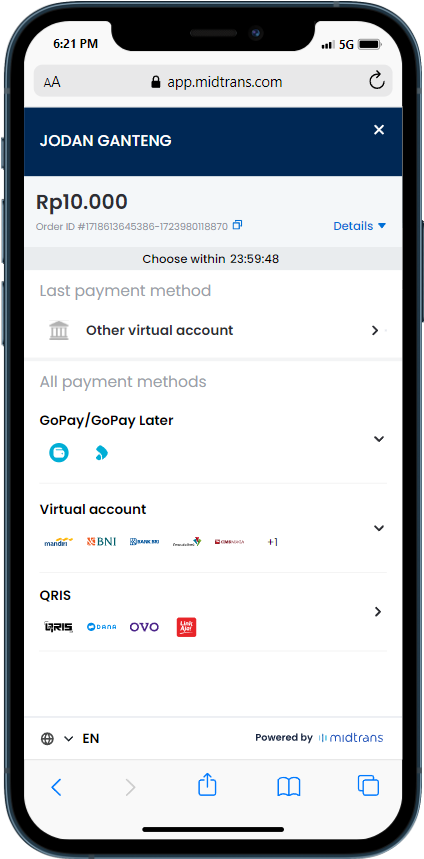 6:21 PM 5G
AA app.midtrans.com
JODAN GANTENG ×
Rp10.000
Order ID #1718613645386-1723980118870 Details
Choose within 23:59:48
Last payment method
Other virtual account
All payment methods
GoPay/GoPay Later
Virtual account
mandiri BNI BANK BRI CIMB NIAGA +1
QRIS
QRIS DANA OVO LinkAja!
EN Powered by midtrans